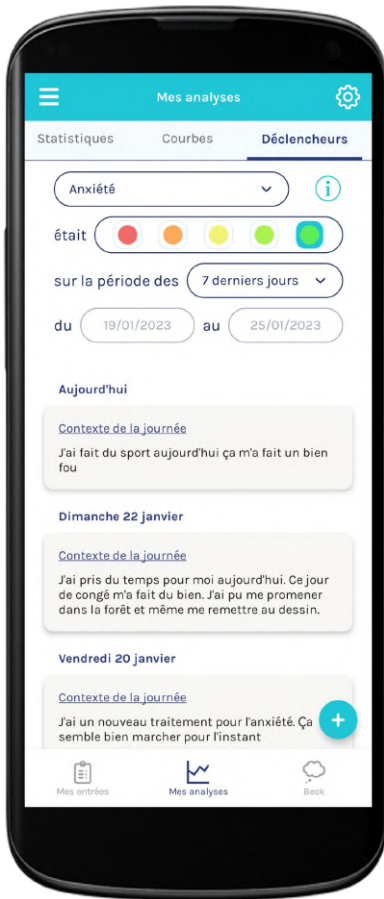 Mes analyses
Statistiques Courbes Déclencheurs
Anxiété i
était
sur la période des 7 derniers jours
du 19/01/2023 au 25/01/2023
Aujourd'hui
Contexte de la journée
J'ai fait du sport aujourd'hui ça m'a fait un bien
fou
Dimanche 22 janvier
Contexte de la journée
J'ai pris du temps pour moi aujourd'hui. Ce jour
de congé m'a fait du bien. J'ai pu me promener
dans la forêt et même me remettre au dessin.
Vendredi 20 janvier
Contexte de la journée
J'ai un nouveau traitement pour l'anxiété. Ça
semble bien marcher pour l'instant
+
Mes entrées Mes analyses Beck